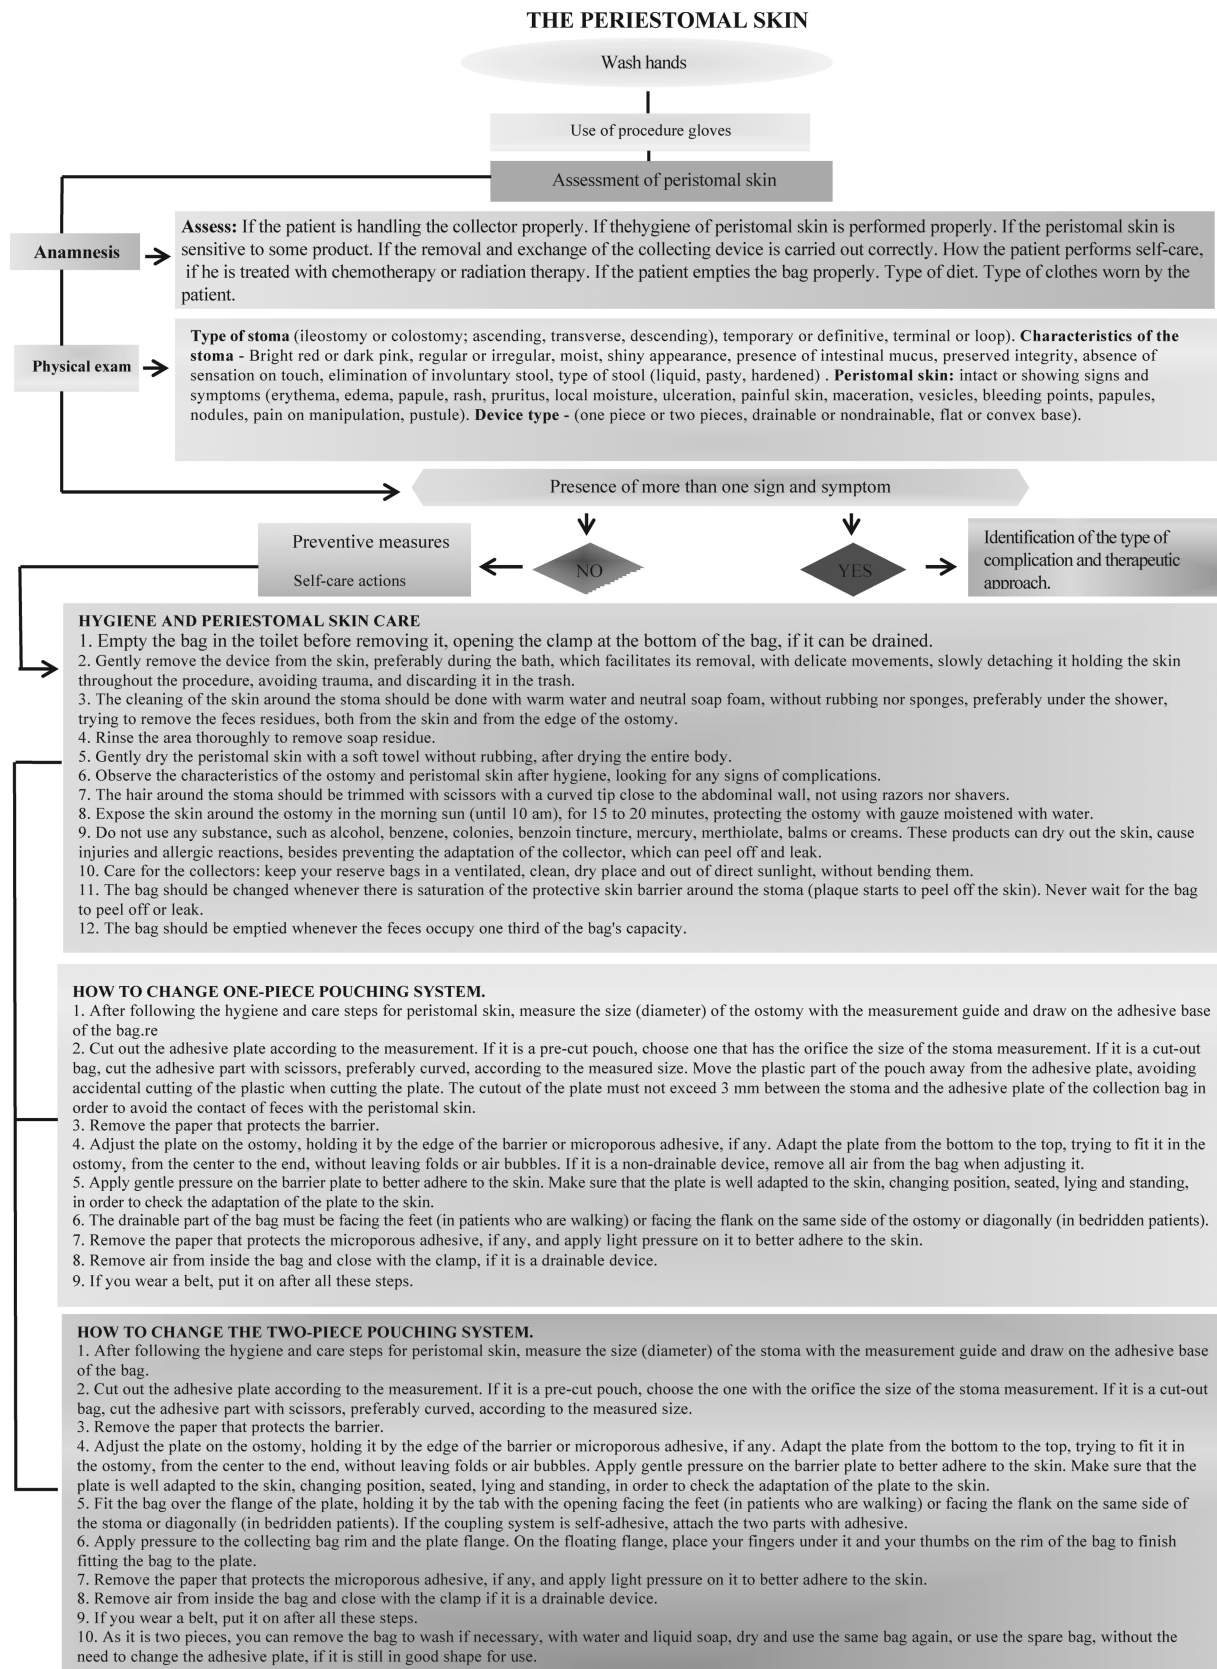 THE PERIESTOMAL SKIN
Wash hands
Use of procedure gloves
Assessment of peristomal skin
Anamnesis
Assess: If the patient is handling the collector properly. If thehygiene of peristomal skin is performed properly. If the peristomal skin is
sensitive to some product. If the removal and exchange of the collecting device is carried out correctly. How the patient performs self-care,
if he is treated with chemotherapy or radiation therapy. If the patient empties the bag properly. Type of diet. Type of clothes worn by the
patient.
Physical exam
Type of stoma (ileostomy or colostomy; ascending, transverse, descending), temporary or definitive, terminal or loop). Characteristics of the
stoma - Bright red or dark pink, regular or irregular, moist, shiny appearance, presence of intestinal mucus, preserved integrity, absence of
sensation on touch, elimination of involuntary stool, type of stool (liquid, pasty, hardened) . Peristomal skin: intact or showing signs and
symptoms (erythema, edema, papule, rash, pruritus, local moisture, ulceration, painful skin, maceration, vesicles, bleeding points, papules,
nodules, pain on manipulation, pustule). Device type - (one piece or two pieces, drainable or nondrainable, flat or convex base).
Presence of more than one sign and symptom
Preventive measures
Self-care actions
NO
YES
Identification of the type of
complication and therapeutic
approach.
HYGIENE AND PERIESTOMAL SKIN CARE
1. Empty the bag in the toilet before removing it, opening the clamp at the bottom of the bag, if it can be drained.
2. Gently remove the device from the skin, preferably during the bath, which facilitates its removal, with delicate movements, slowly detaching it holding the skin
throughout the procedure, avoiding trauma, and discarding it in the trash.
3. The cleaning of the skin around the stoma should be done with warm water and neutral soap foam, without rubbing nor sponges, preferably under the shower,
trying to remove the feces residues, both from the skin and from the edge of the ostomy.
4. Rinse the area thoroughly to remove soap residue.
5. Gently dry the peristomal skin with a soft towel without rubbing, after drying the entire body.
6. Observe the characteristics of the ostomy and peristomal skin after hygiene, looking for any signs of complications.
7. The hair around the stoma should be trimmed with scissors with a curved tip close to the abdominal wall, not using razors nor shavers.
8. Expose the skin around the ostomy in the morning sun (until 10 am), for 15 to 20 minutes, protecting the ostomy with gauze moistened with water.
9. Do not use any substance, such as alcohol, benzene, colonies, benzoin tincture, mercury, merthiolate, balms or creams. These products can dry out the skin, cause
injuries and allergic reactions, besides preventing the adaptation of the collector, which can peel off and leak.
10. Care for the collectors: keep your reserve bags in a ventilated, clean, dry place and out of direct sunlight, without bending them.
11. The bag should be changed whenever there is saturation of the protective skin barrier around the stoma (plaque starts to peel off the skin). Never wait for the bag
to peel off or leak.
12. The bag should be emptied whenever the feces occupy one third of the bag's capacity.
HOW TO CHANGE ONE-PIECE POUCHING SYSTEM.
1. After following the hygiene and care steps for peristomal skin, measure the size (diameter) of the ostomy with the measurement guide and draw on the adhesive base
of the bag.re
2. Cut out the adhesive plate according to the measurement. If it is a pre-cut pouch, choose one that has the orifice the size of the stoma measurement. If it is a cut-out
bag, cut the adhesive part with scissors, preferably curved, according to the measured size. Move the plastic part of the pouch away from the adhesive plate, avoiding
accidental cutting of the plastic when cutting the plate. The cutout of the plate must not exceed 3 mm between the stoma and the adhesive plate of the collection bag in
order to avoid the contact of feces with the peristomal skin.
3. Remove the paper that protects the barrier.
4. Adjust the plate on the ostomy, holding it by the edge of the barrier or microporous adhesive, if any. Adapt the plate from the bottom to the top, trying to fit it in the
ostomy, from the center to the end, without leaving folds or air bubbles. If it is a non-drainable device, remove all air from the bag when adjusting it.
5. Apply gentle pressure on the barrier plate to better adhere to the skin. Make sure that the plate is well adapted to the skin, changing position, seated, lying and standing,
in order to check the adaptation of the plate to the skin.
6. The drainable part of the bag must be facing the feet (in patients who are walking) or facing the flank on the same side of the ostomy or diagonally (in bedridden patients).
7. Remove the paper that protects the microporous adhesive, if any, and apply light pressure on it to better adhere to the skin.
8. Remove air from inside the bag and close with the clamp, if it is a drainable device.
9. If you wear a belt, put it on after all these steps.
HOW TO CHANGE THE TWO-PIECE POUCHING SYSTEM.
1. After following the hygiene and care steps for peristomal skin, measure the size (diameter) of the stoma with the measurement guide and draw on the adhesive base
of the bag.
2. Cut out the adhesive plate according to the measurement. If it is a pre-cut pouch, choose the one with the orifice the size of the stoma measurement. If it is a cut-out
bag, cut the adhesive part with scissors, preferably curved, according to the measured size.
3. Remove the paper that protects the barrier.
4. Adjust the plate on the ostomy, holding it by the edge of the barrier or microporous adhesive, if any. Adapt the plate from the bottom to the top, trying to fit it in
the ostomy, from the center to the end, without leaving folds or air bubbles. Apply gentle pressure on the barrier plate to better adhere to the skin. Make sure that the
plate is well adapted to the skin, changing position, seated, lying and standing, in order to check the adaptation of the plate to the skin.
5. Fit the bag over the flange of the plate, holding it by the tab with the opening facing the feet (in patients who are walking) or facing the flank on the same side of
the stoma or diagonally (in bedridden patients). If the coupling system is self-adhesive, attach the two parts with adhesive.
6. Apply pressure to the collecting bag rim and the plate flange. On the floating flange, place your fingers under it and your thumbs on the rim of the bag to finish
fitting the bag to the plate.
7. Remove the paper that protects the microporous adhesive, if any, and apply light pressure on it to better adhere to the skin.
8. Remove air from inside the bag and close with the clamp if it is a drainable device.
9. If you wear a belt, put it on after all these steps.
10. As it is two pieces, you can remove the bag to wash if necessary, with water and liquid soap, dry and use the same bag again, or use the spare bag, without the
need to change the adhesive plate, if it is still in good shape for use.